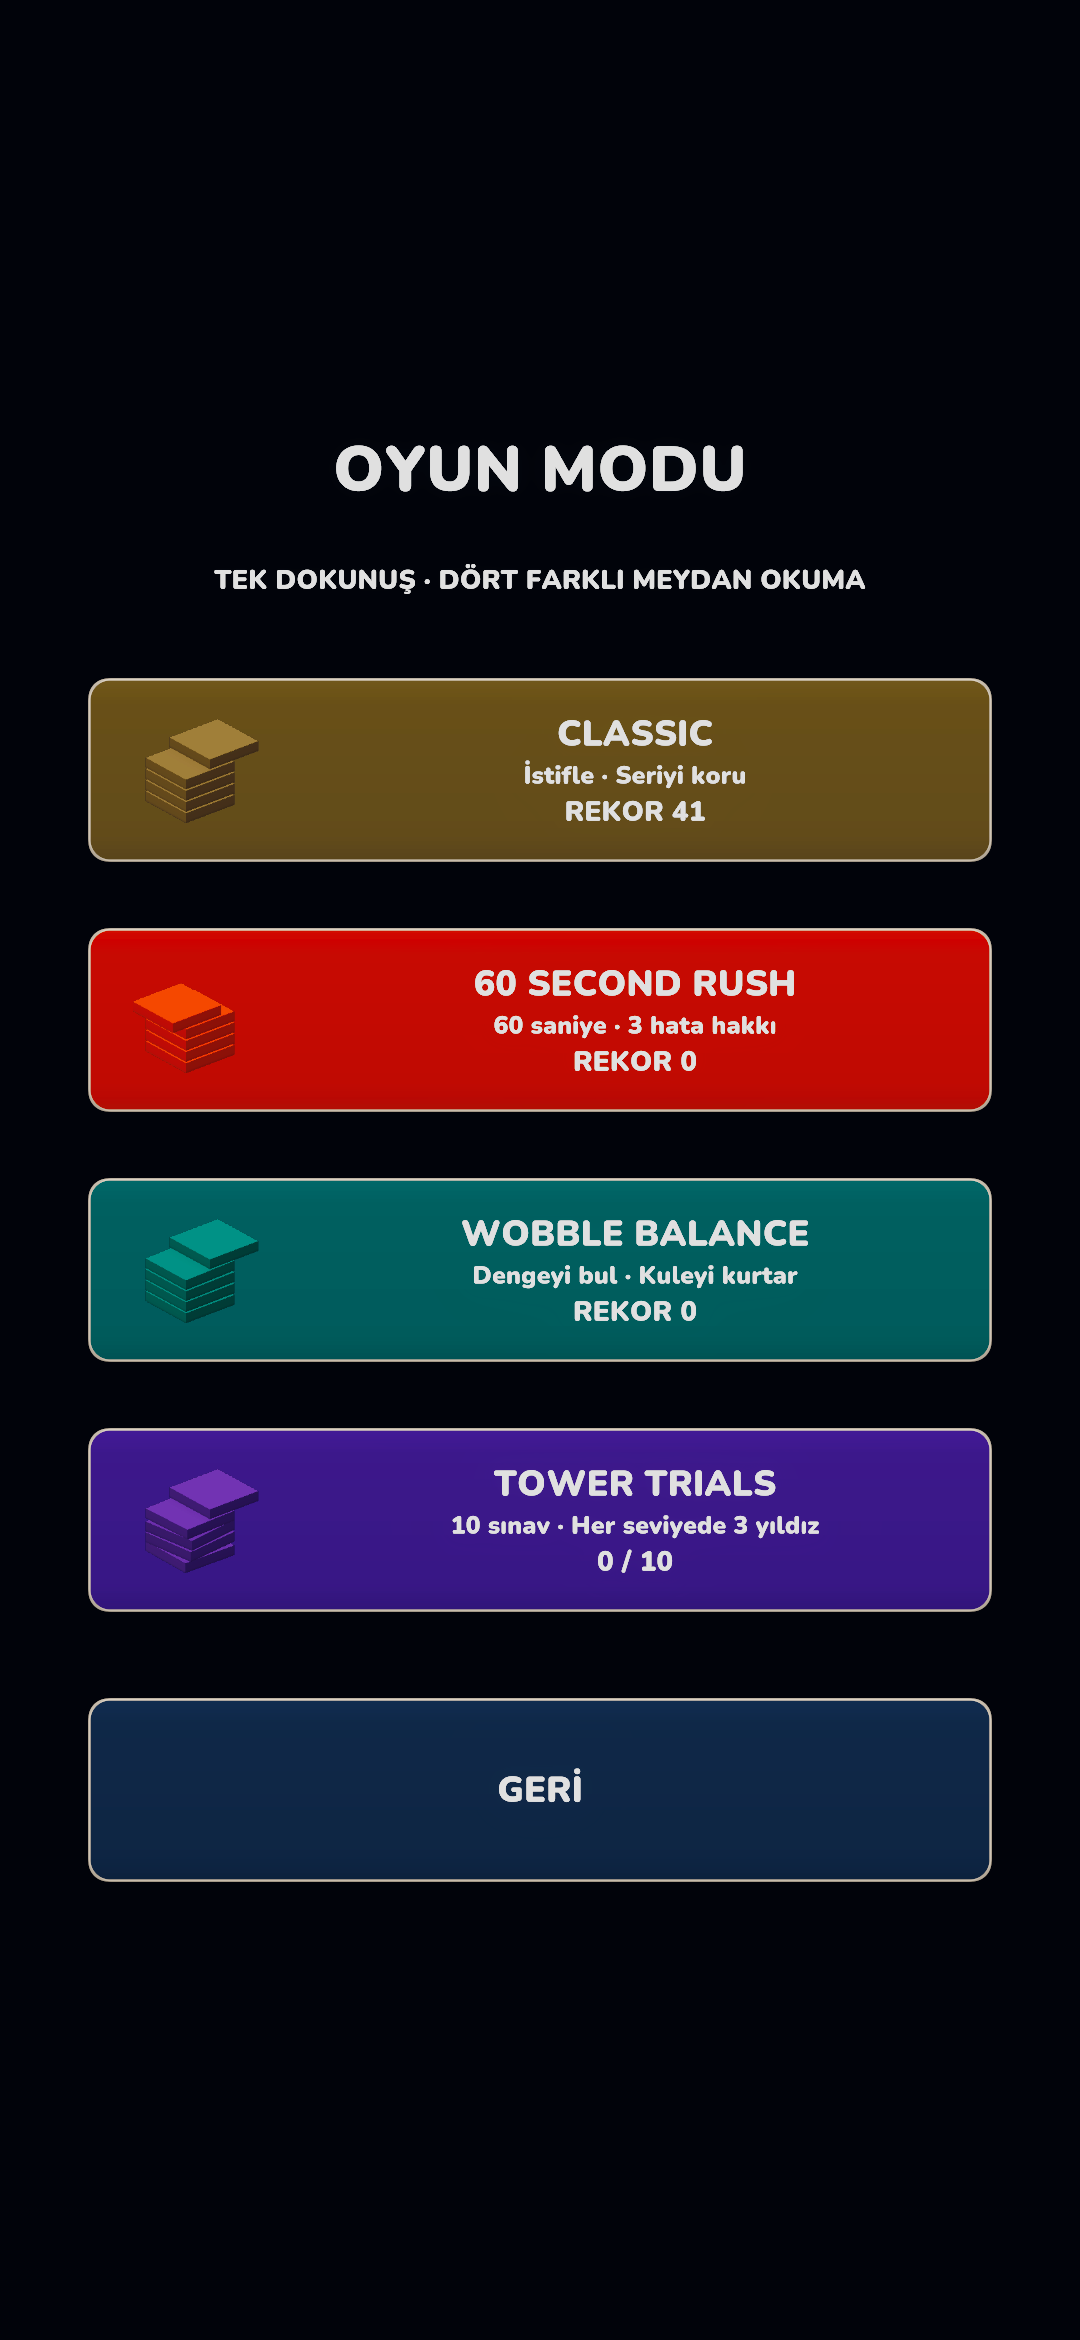 OYUN MODU
TEK DOKUNUŞ · DÖRT FARKLI MEYDAN OKUMA
CLASSIC
İstifle · Seriyi koru
REKOR 41
60 SECOND RUSH
60 saniye · 3 hata hakkı
REKOR 0
WOBBLE BALANCE
Dengeyi bul · Kuleyi kurtar
REKOR 0
TOWER TRIALS
10 sınav · Her seviyede 3 yıldız
0 / 10
GERİ